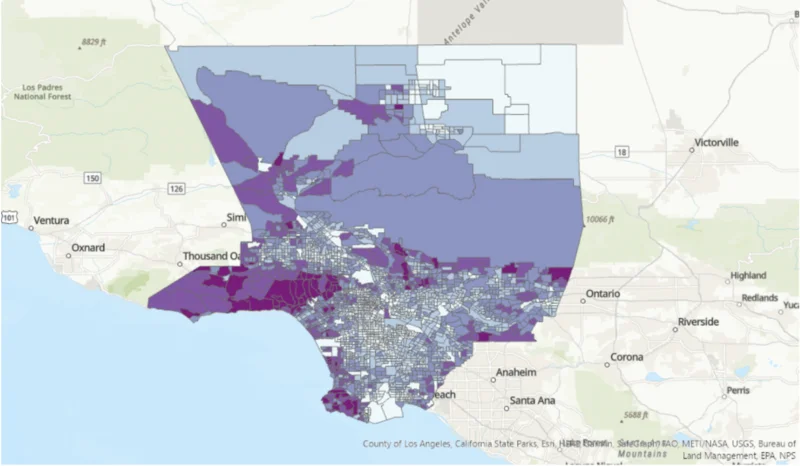 Antelope Val
8829 ft
Los Padres
National Forest
Victorville
18
150
126
101
Ventura
Simi
10066 ft
Oxnard
Thousand Oa
Highland
Ontario
Redlands
Yuca
Riverside
Corona
Anaheim
each
Perris
Santa Ana
5688 ft
County of Los Angeles, California State Parks, Esri, HERE, Garmin, SafeGraph, FAO, METI/NASA, USGS, Bureau of
Mountains
Land Management, EPA, NPS